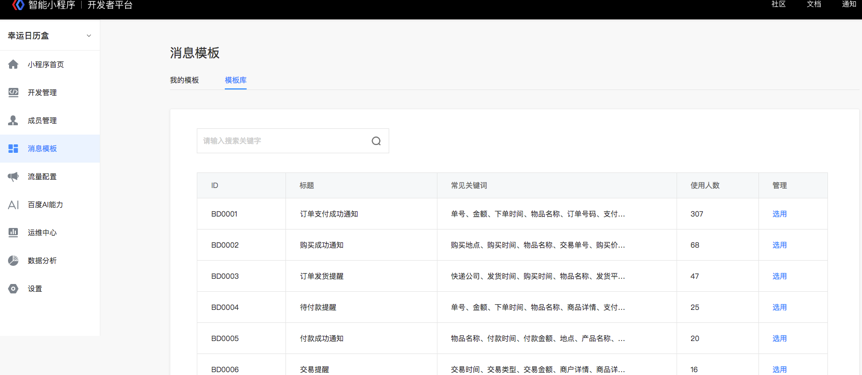 智能小程序 | 开发者平台
社区 文档 通知
幸运日历盒
小程序首页
开发管理
成员管理
消息模板
流量配置
百度AI能力
运维中心
数据分析
设置
消息模板
我的模板 模板库
请输入搜索关键字
ID 标题 常见关键词 使用人数 管理
BD0001 订单支付成功通知 单号、金额、下单时间、物品名称、订单号码、支付... 307 选用
BD0002 购买成功通知 购买地点、购买时间、物品名称、交易单号、购买价... 68 选用
BD0003 订单发货提醒 快递公司、发货时间、购买时间、物品名称、发货平... 47 选用
BD0004 待付款提醒 单号、金额、下单时间、物品名称、商品详情、支付... 25 选用
BD0005 付款成功通知 物品名称、付款时间、付款金额、地点、产品名称、... 20 选用
BD0006 交易提醒 交易时间、交易类型、交易金额、商户详情、商品详... 16 选用